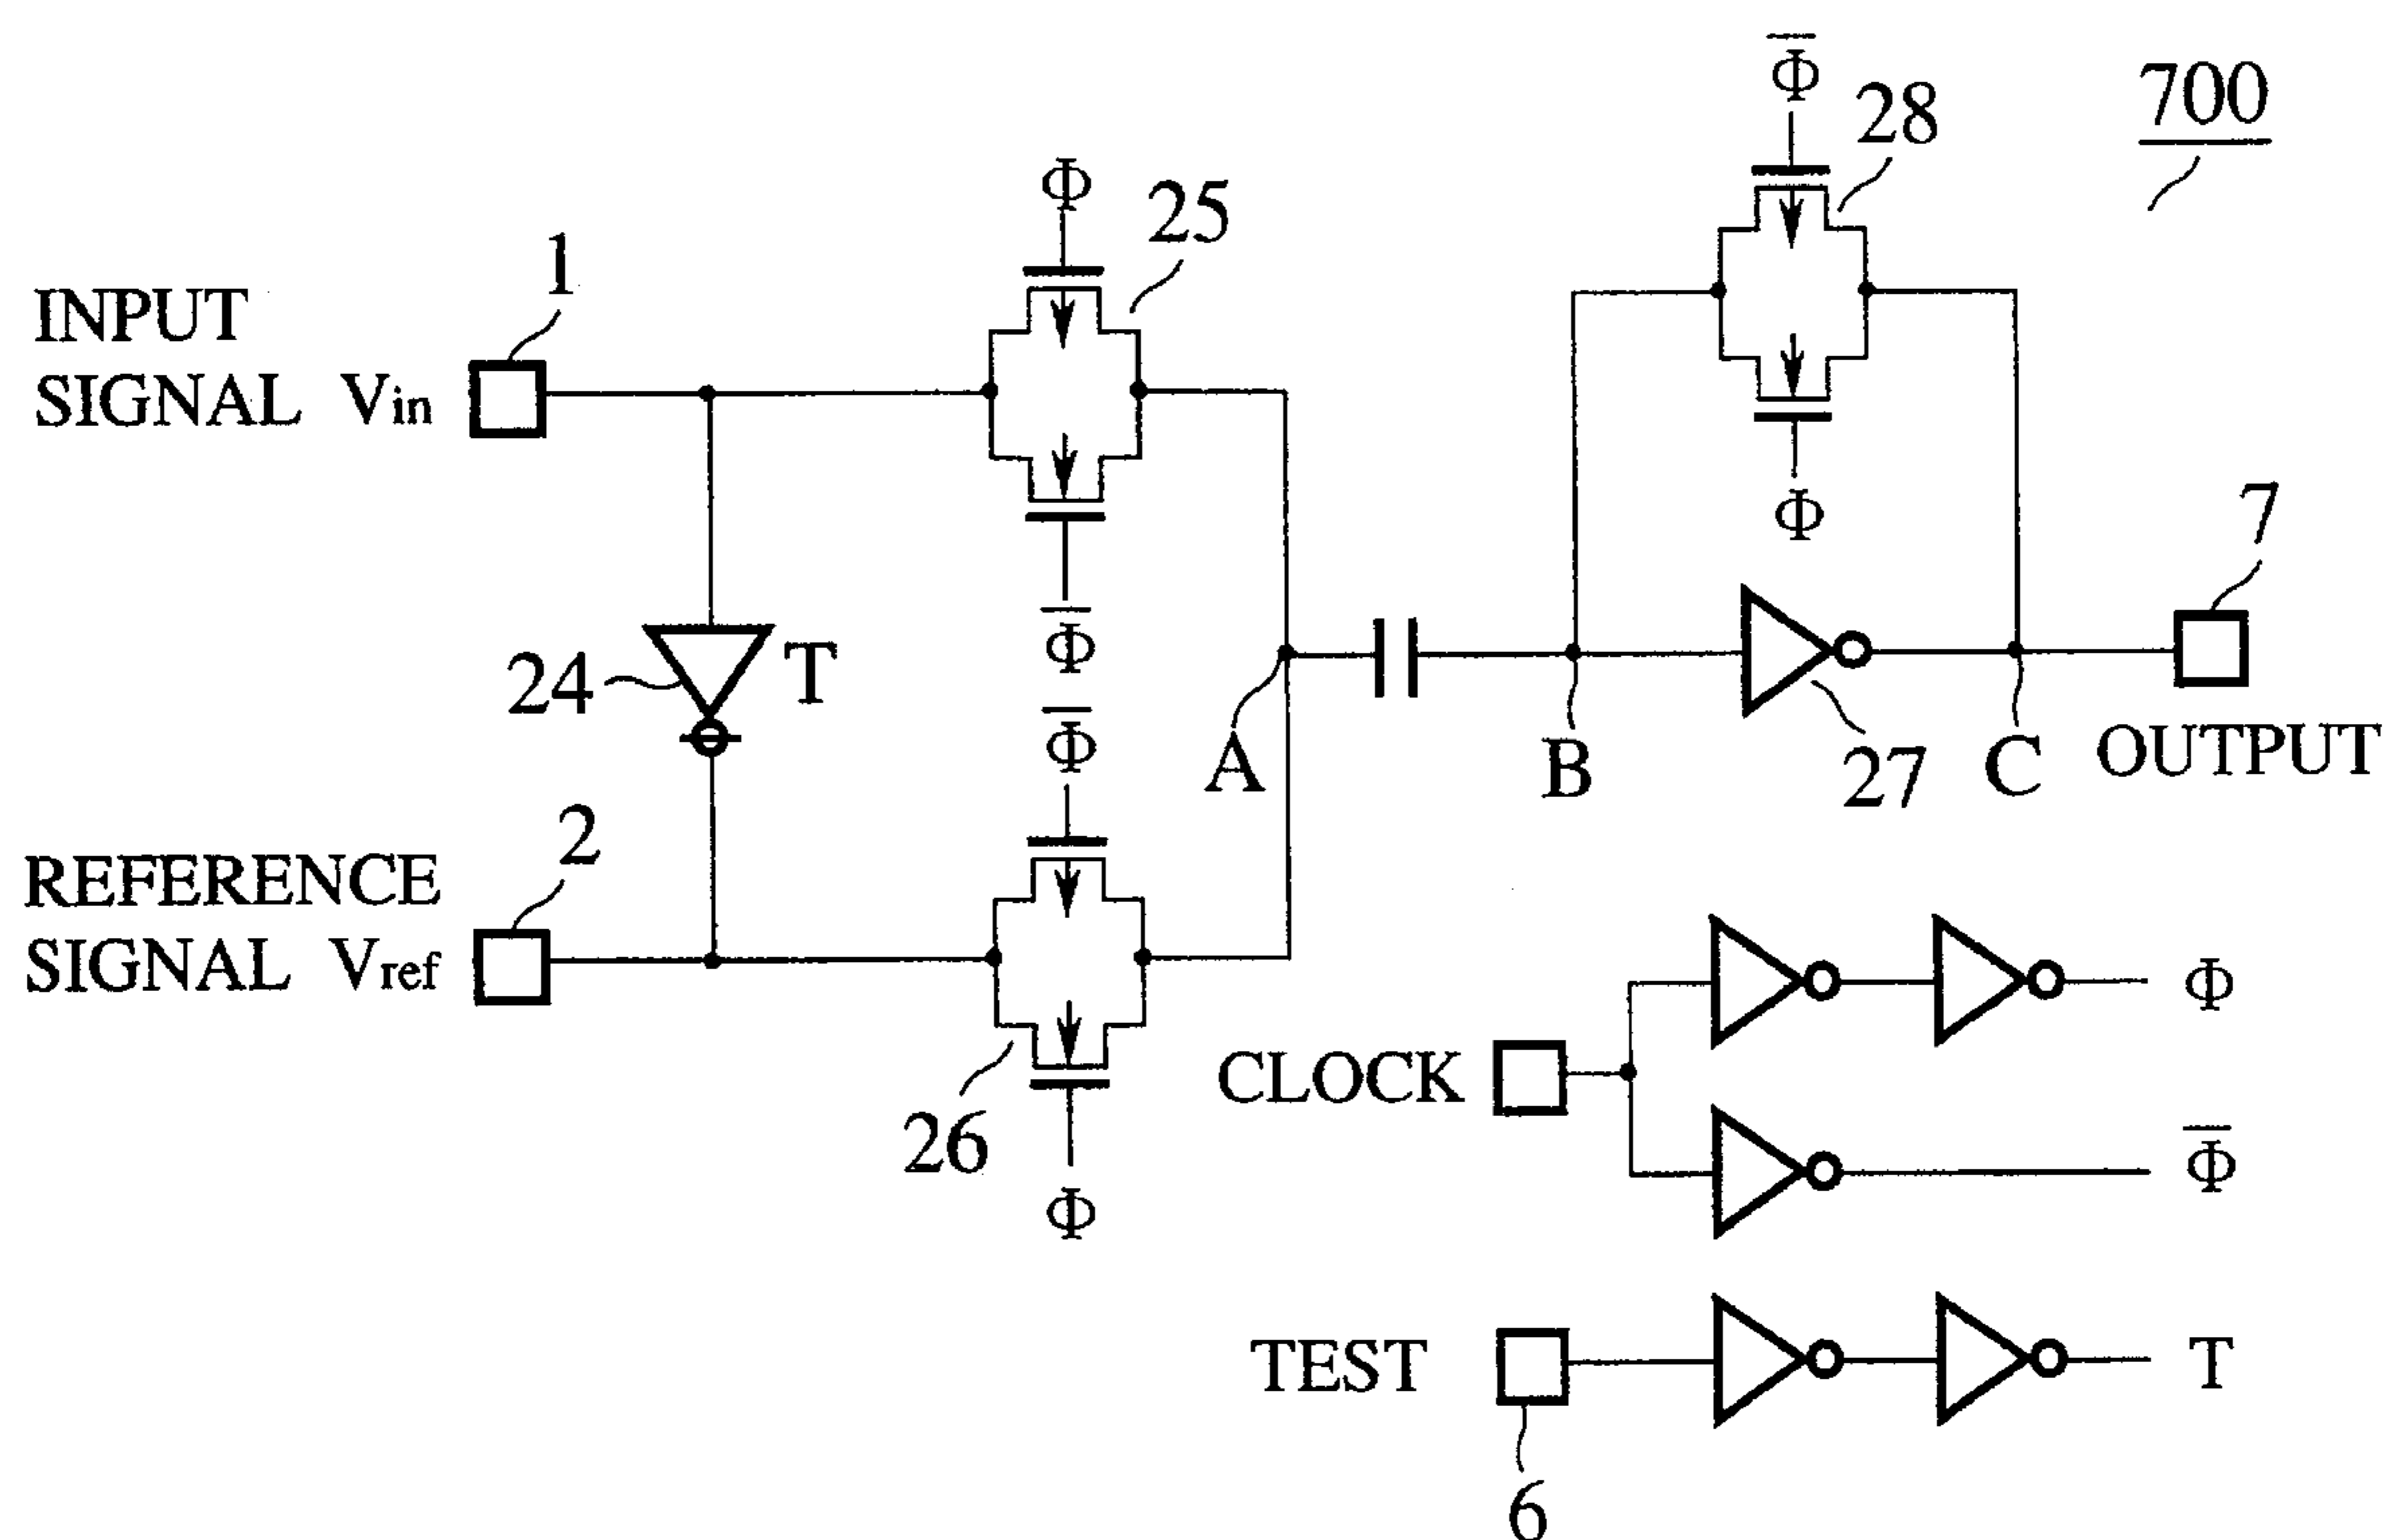 Φ̅
28
700
Φ
25
1
INPUT
SIGNAL Vin
Φ
7
Φ̅
24
T
Φ̅
A
B
27
C
OUTPUT
2
REFERENCE
SIGNAL Vref
Φ
26
CLOCK
Φ̅
Φ
TEST
T
6